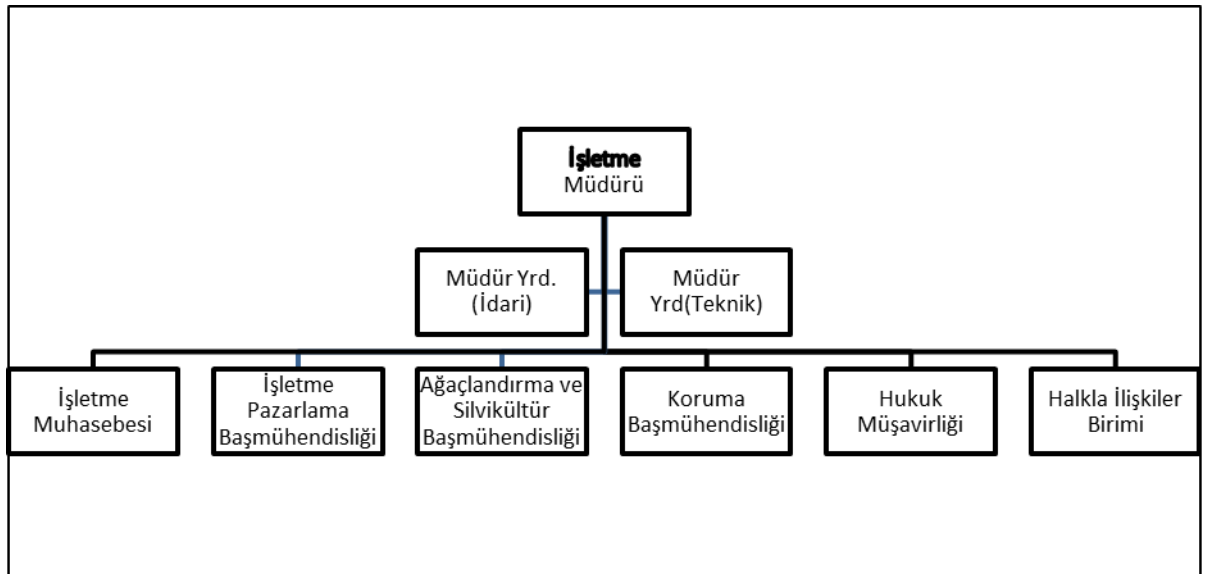 İşletme
Müdürü
Müdür Yrd.
(İdari)
Müdür
Yrd(Teknik)
İşletme
Muhasebesi
İşletme
Pazarlama
Başmühendisliği
Ağaçlandırma ve
Silvikültür
Başmühendisliği
Koruma
Başmühendisliği
Hukuk
Müşavirliği
Halkla İlişkiler
Birimi